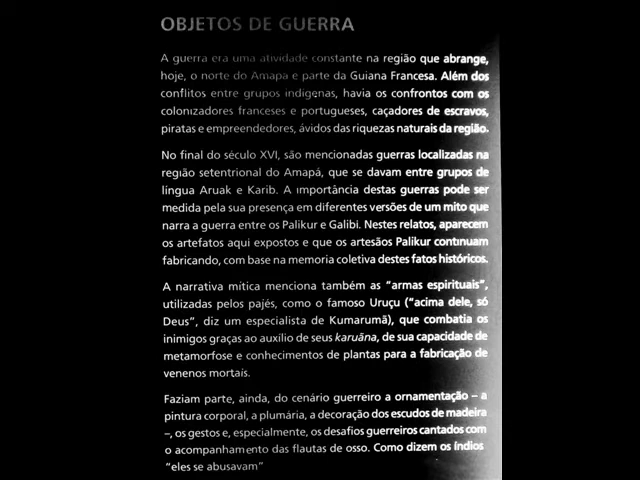 OBJETOS DE GUERRA
A guerra era uma atividade constante na região que abrange,
hoje, o norte do Amapa e parte da Guiana Francesa. Além dos
conflitos entre grupos indígenas, havia os confrontos com os
colonizadores franceses e portugueses, caçadores de escravos,
piratas e empreendedores, ávidos das riquezas naturais da região.
No final do século XVI, são mencionadas guerras localizadas na
região setentrional do Amapá, que se davam entre grupos de
língua Aruak e Karib. A importância destas guerras pode ser
medida pela sua presença em diferentes versões de um mito que
narra a guerra entre os Palikur e Galibi. Nestes relatos, aparecem
os artefatos aqui expostos e que os artesãos Palikur continuam
fabricando, com base na memoria coletiva destes fatos históricos.
A narrativa mítica menciona também as “armas espirituais”,
utilizadas pelos pajés, como o famoso Uruçu (“acima dele, só
Deus”, diz um especialista de Kumarumã), que combatia os
inimigos graças ao auxílio de seus karuãna, de sua capacidade de
metamorfose e conhecimentos de plantas para a fabricação de
venenos mortais.
Faziam parte, ainda, do cenário guerreiro a ornamentação – a
pintura corporal, a plumária, a decoração dos escudos de madeira
–, os gestos e, especialmente, os desafios guerreiros cantados com
o acompanhamento das flautas de osso. Como dizem os índios
“eles se abusavam”